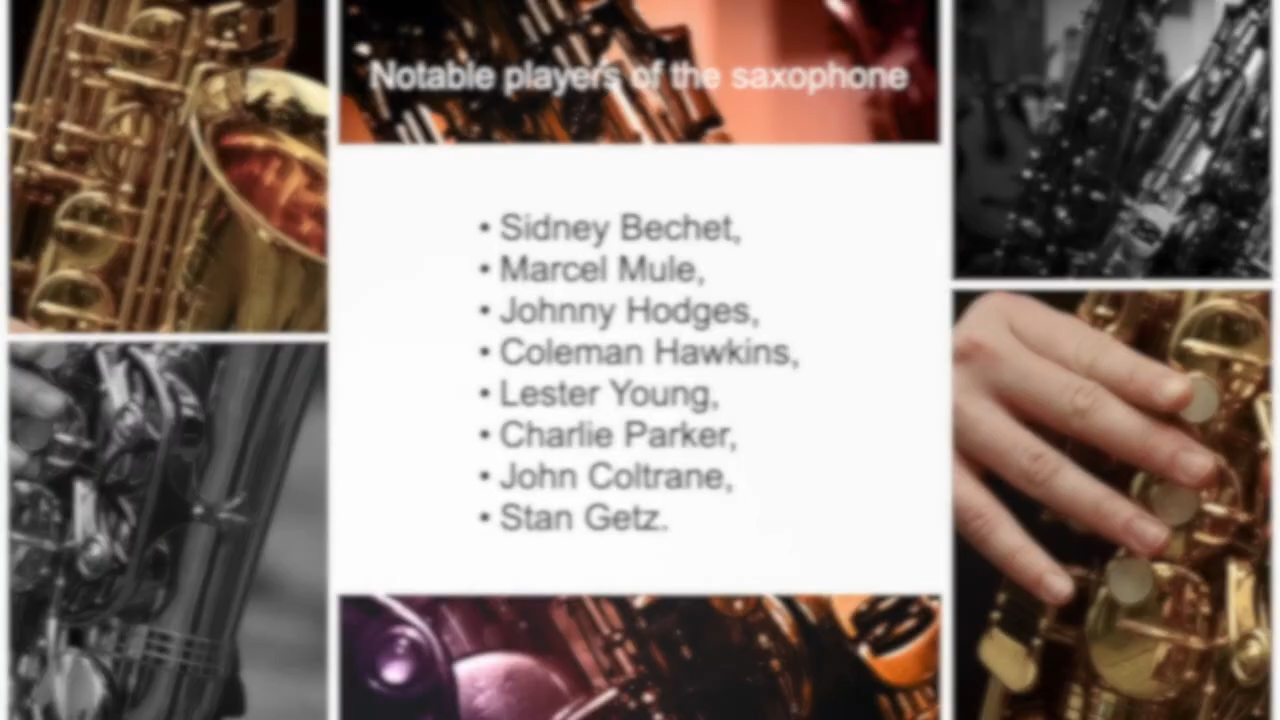 Notable players of the saxophone
• Sidney Bechet,
• Marcel Mule,
• Johnny Hodges,
• Coleman Hawkins,
• Lester Young,
• Charlie Parker,
• John Coltrane,
• Stan Getz.